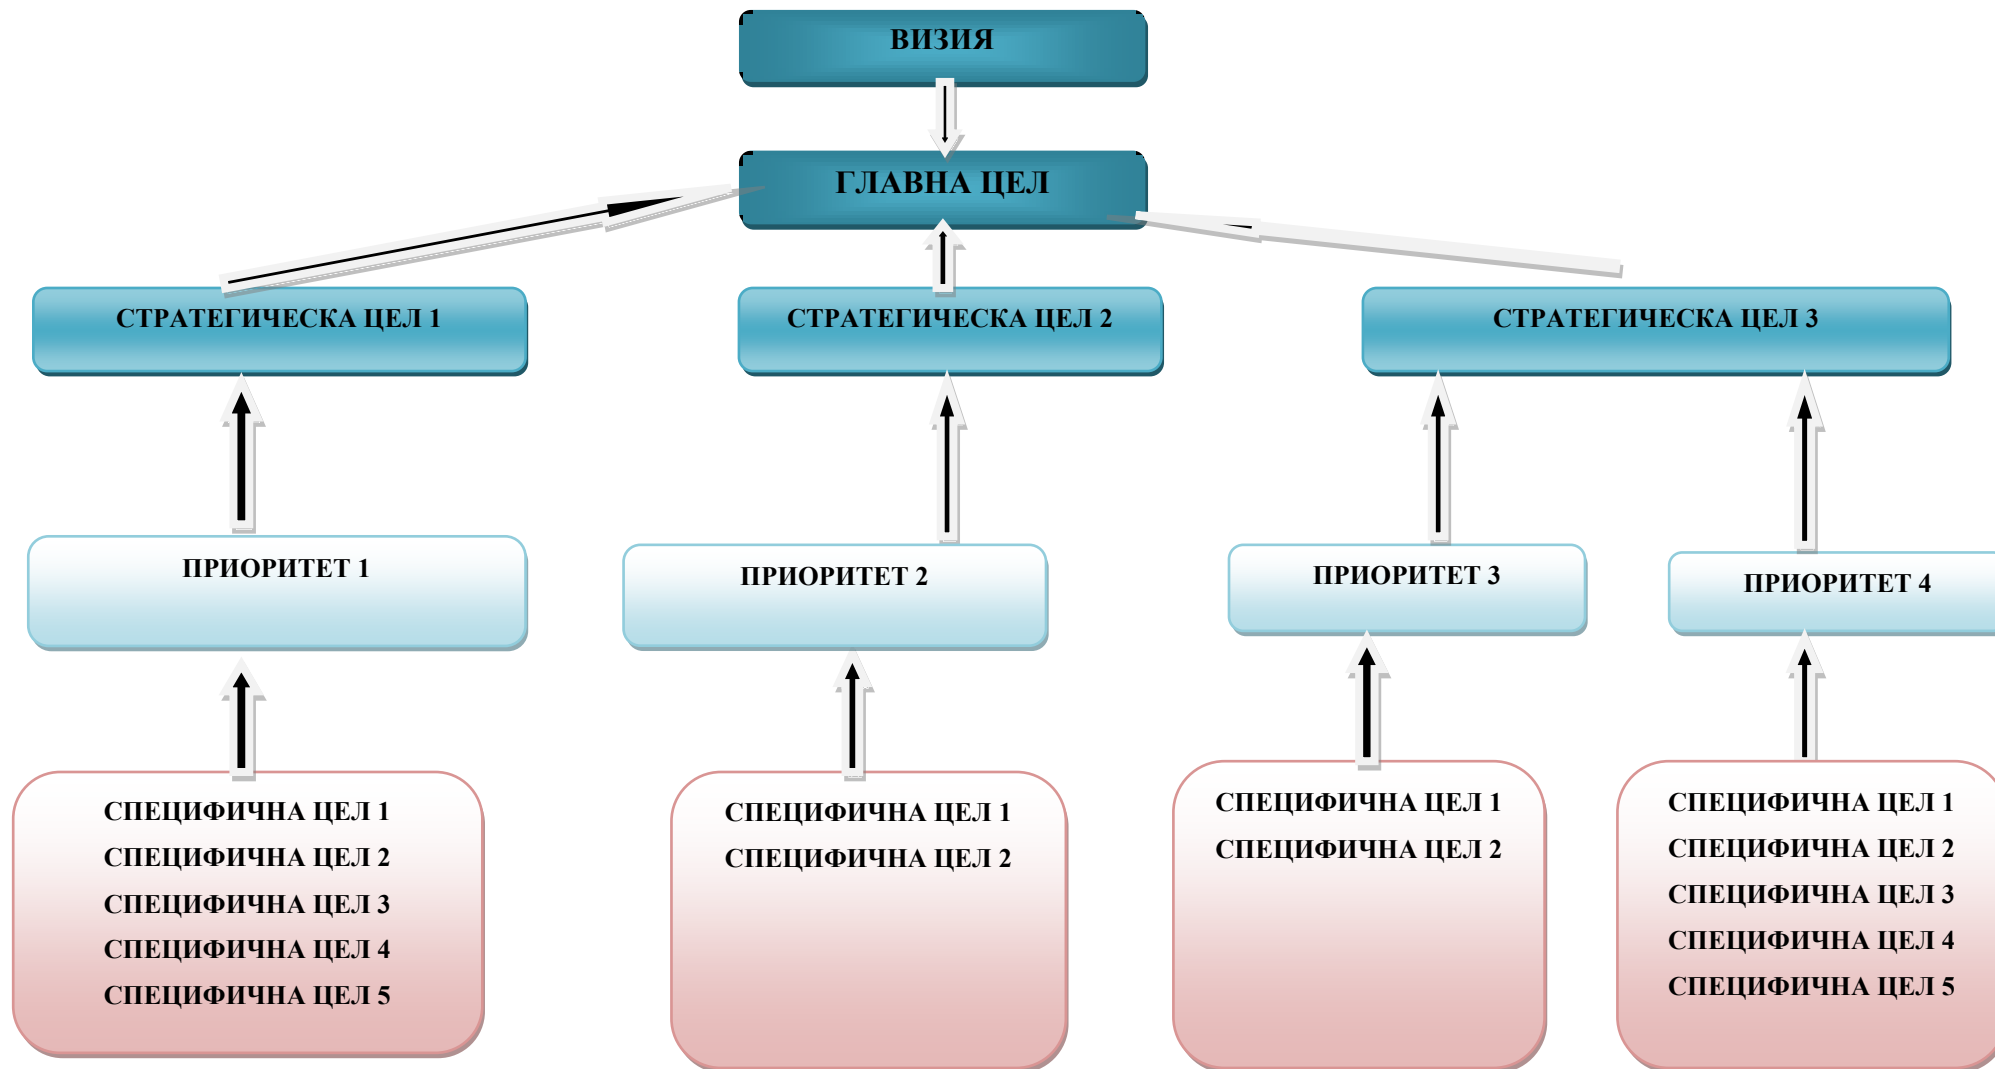 ВИЗИЯ
ГЛАВНА ЦЕЛ
СТРАТЕГИЧЕСКА ЦЕЛ 1
СТРАТЕГИЧЕСКА ЦЕЛ 2
СТРАТЕГИЧЕСКА ЦЕЛ 3
ПРИОРИТЕТ 1
ПРИОРИТЕТ 2
ПРИОРИТЕТ 3
ПРИОРИТЕТ 4
СПЕЦИФИЧНА ЦЕЛ 1
СПЕЦИФИЧНА ЦЕЛ 2
СПЕЦИФИЧНА ЦЕЛ 3
СПЕЦИФИЧНА ЦЕЛ 4
СПЕЦИФИЧНА ЦЕЛ 5
СПЕЦИФИЧНА ЦЕЛ 1
СПЕЦИФИЧНА ЦЕЛ 2
СПЕЦИФИЧНА ЦЕЛ 1
СПЕЦИФИЧНА ЦЕЛ 2
СПЕЦИФИЧНА ЦЕЛ 1
СПЕЦИФИЧНА ЦЕЛ 2
СПЕЦИФИЧНА ЦЕЛ 3
СПЕЦИФИЧНА ЦЕЛ 4
СПЕЦИФИЧНА ЦЕЛ 5